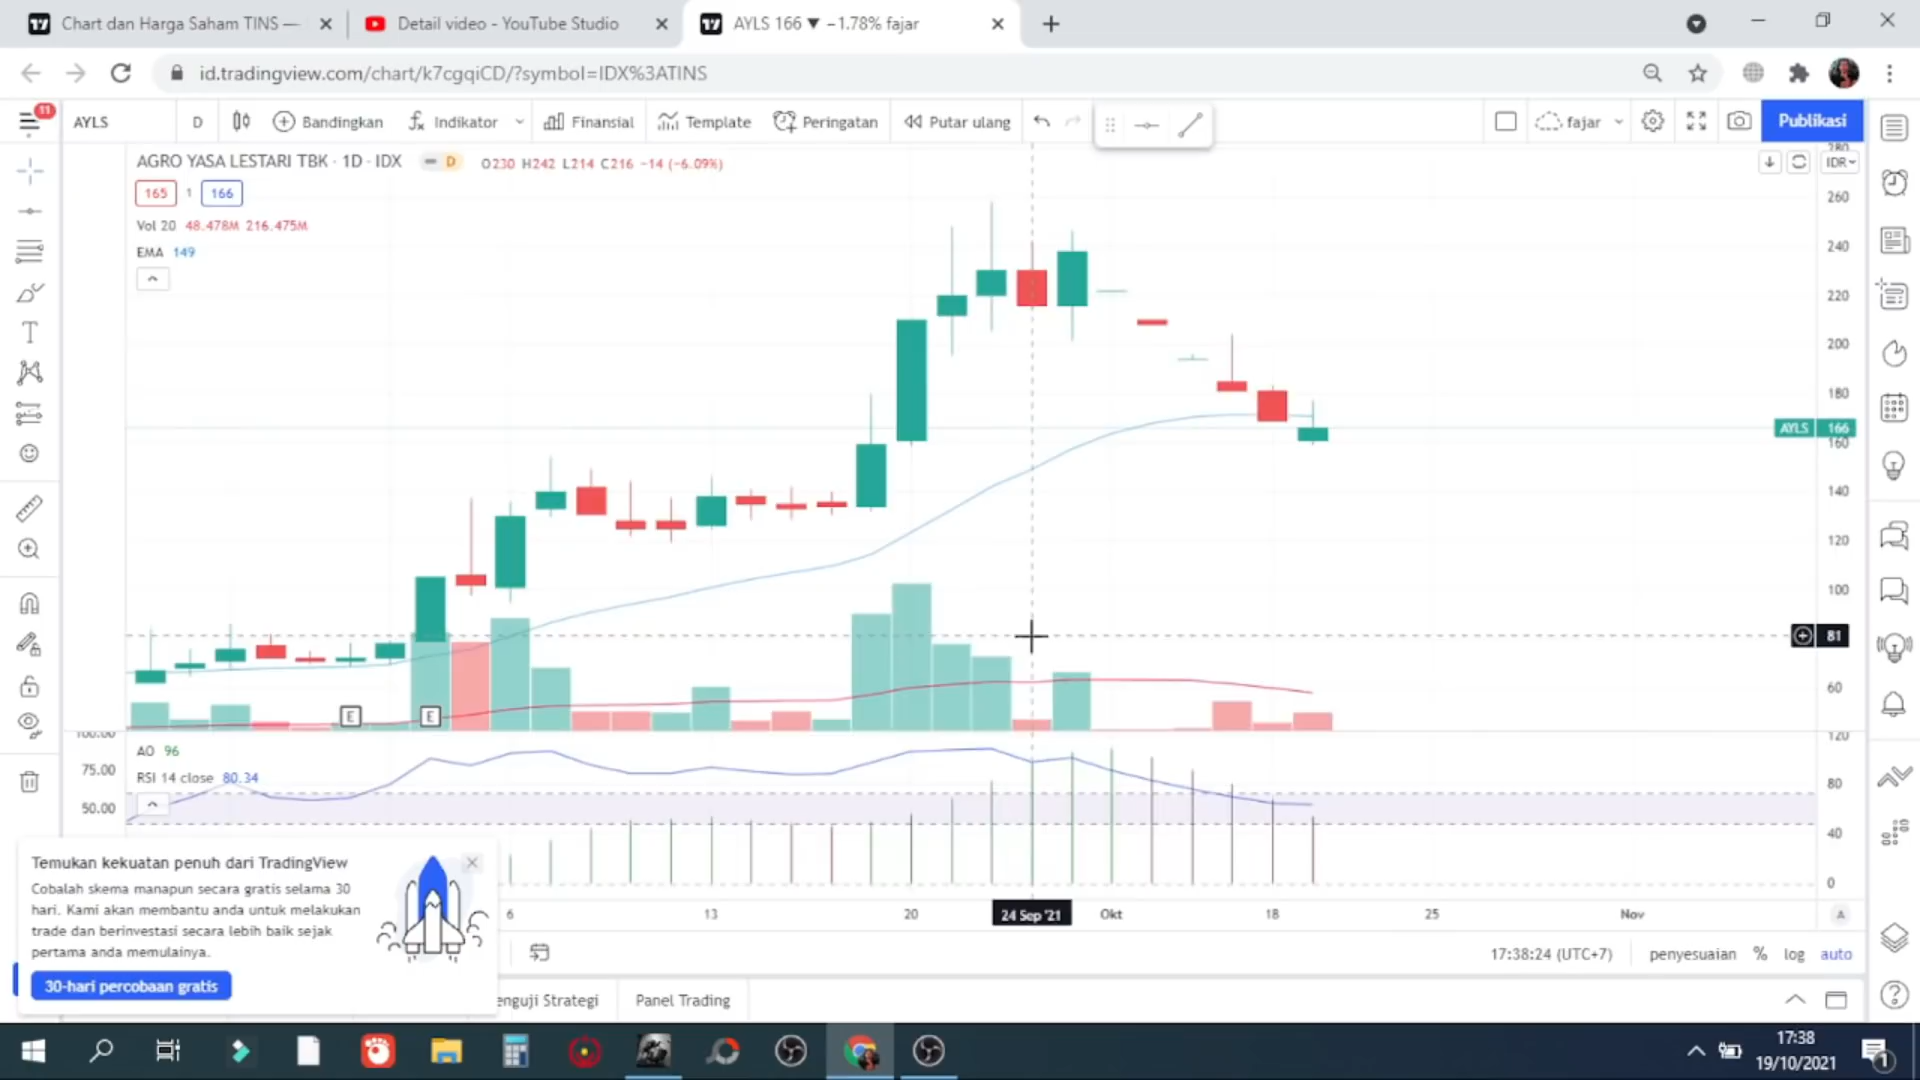 Chart dan Harga Saham TINS —
Detail video - YouTube Studio
AYLS 166 ▼ −1.78% fajar
id.tradingview.com/chart/k7cgqiCD/?symbol=IDX%3ATINS
11
AYLS
D
Bandingkan
Indikator
Finansial
Template
Peringatan
Putar ulang
fajar
Publikasi
AGRO YASA LESTARI TBK · 1D · IDX
D
O230 H242 L214 C216 −14 (−6.09%)
IDR
165 1 166
Vol 20 48.478M 216.475M
EMA 149
280
260
240
220
200
180
AYLS 166
160
140
120
100
81
60
E
E
100.00
75.00
50.00
AO 96
RSI 14 close 80.34
120
80
40
0
6
13
20
24 Sep '21
Okt
18
25
Nov
A
Temukan kekuatan penuh dari TradingView
Cobalah skema manapun secara gratis selama 30
hari. Kami akan membantu anda untuk melakukan
trade dan berinvestasi secara lebih baik sejak
pertama anda memulainya.
30-hari percobaan gratis
17:38:24 (UTC+7)
penyesuaian
%
log
auto
enguji Strategi
Panel Trading
17:38
19/10/2021
1